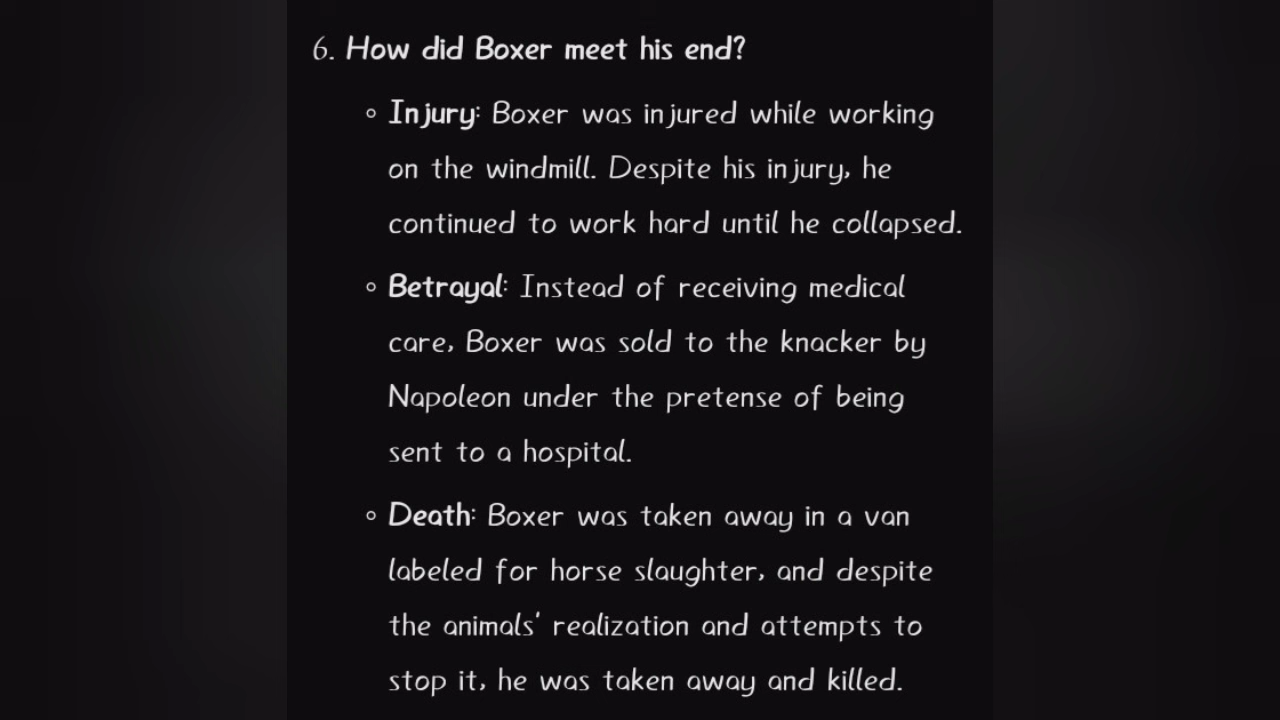 6. How did Boxer meet his end?
◦ Injury: Boxer was injured while working
on the windmill. Despite his injury, he
continued to work hard until he collapsed.
◦ Betrayal: Instead of receiving medical
care, Boxer was sold to the knacker by
Napoleon under the pretense of being
sent to a hospital.
◦ Death: Boxer was taken away in a van
labeled for horse slaughter, and despite
the animals' realization and attempts to
stop it, he was taken away and killed.